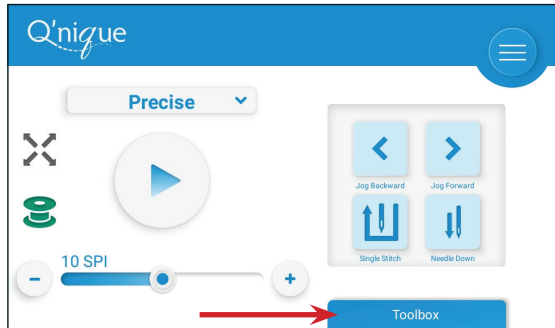 Q'nique
Precise
Jog Backward
Jog Forward
Single Stitch
Needle Down
10 SPI
Toolbox